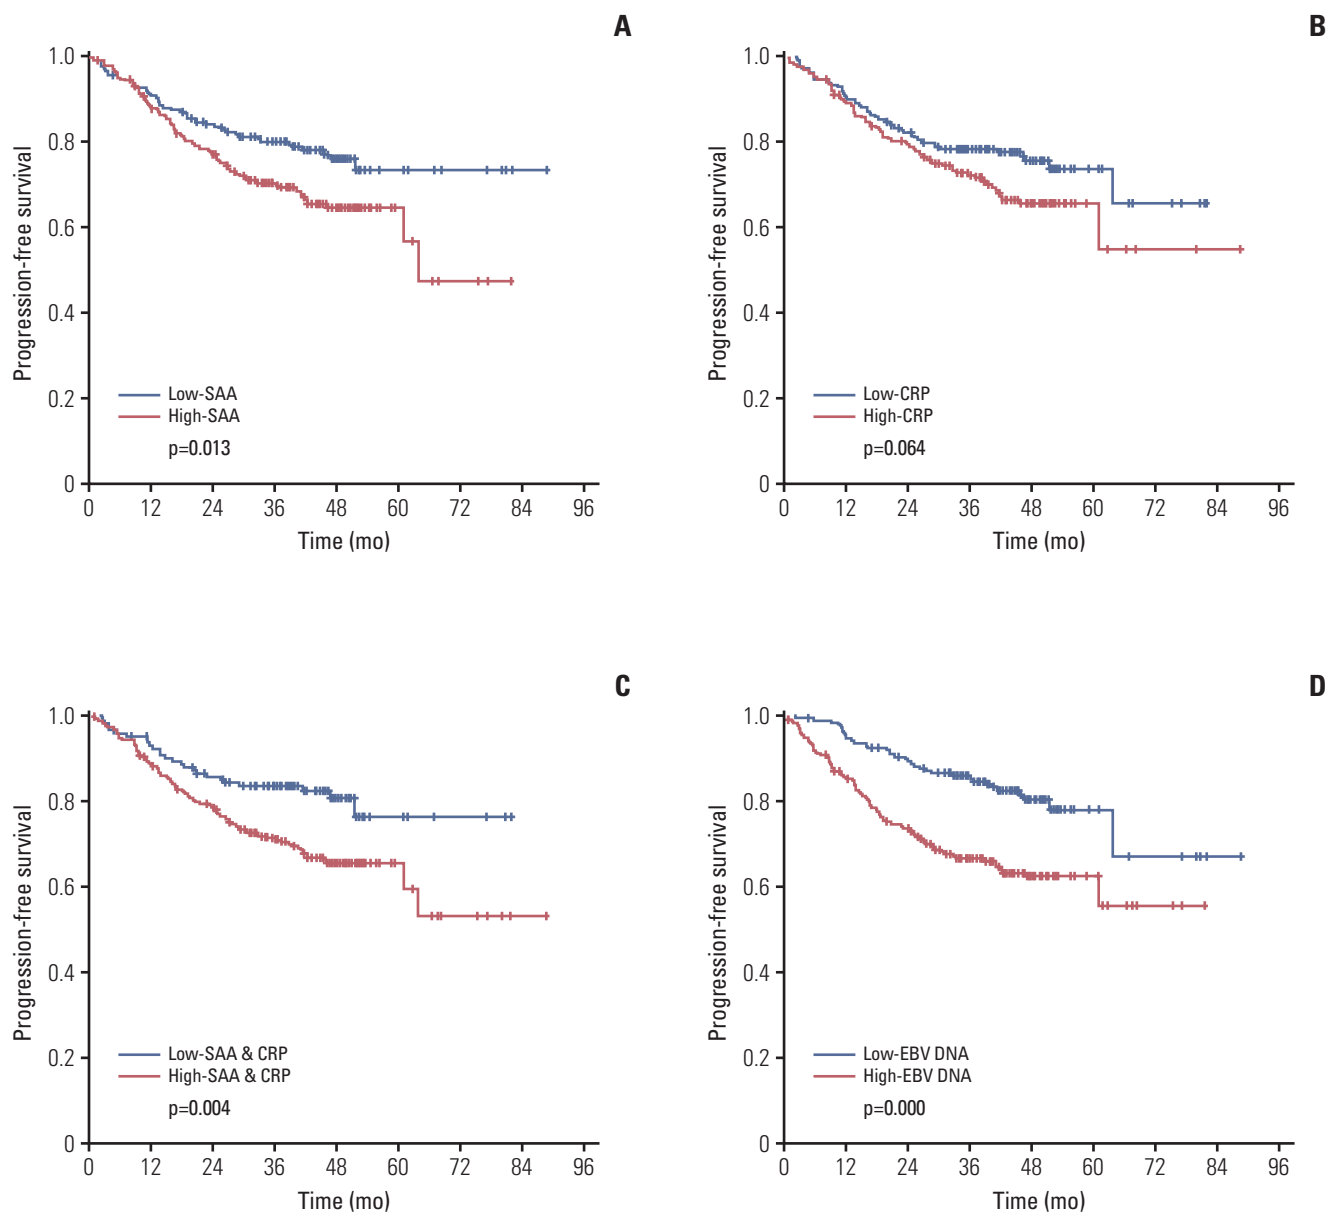 A
Progression-free survival
1.0
0.8
0.6
0.4
0.2
0
Low-SAA
High-SAA
p=0.013
0 12 24 36 48 60 72 84 96
Time (mo)
B
Progression-free survival
1.0
0.8
0.6
0.4
0.2
0
Low-CRP
High-CRP
p=0.064
0 12 24 36 48 60 72 84 96
Time (mo)
C
Progression-free survival
1.0
0.8
0.6
0.4
0.2
0
Low-SAA & CRP
High-SAA & CRP
p=0.004
0 12 24 36 48 60 72 84 96
Time (mo)
D
Progression-free survival
1.0
0.8
0.6
0.4
0.2
0
Low-EBV DNA
High-EBV DNA
p=0.000
0 12 24 36 48 60 72 84 96
Time (mo)